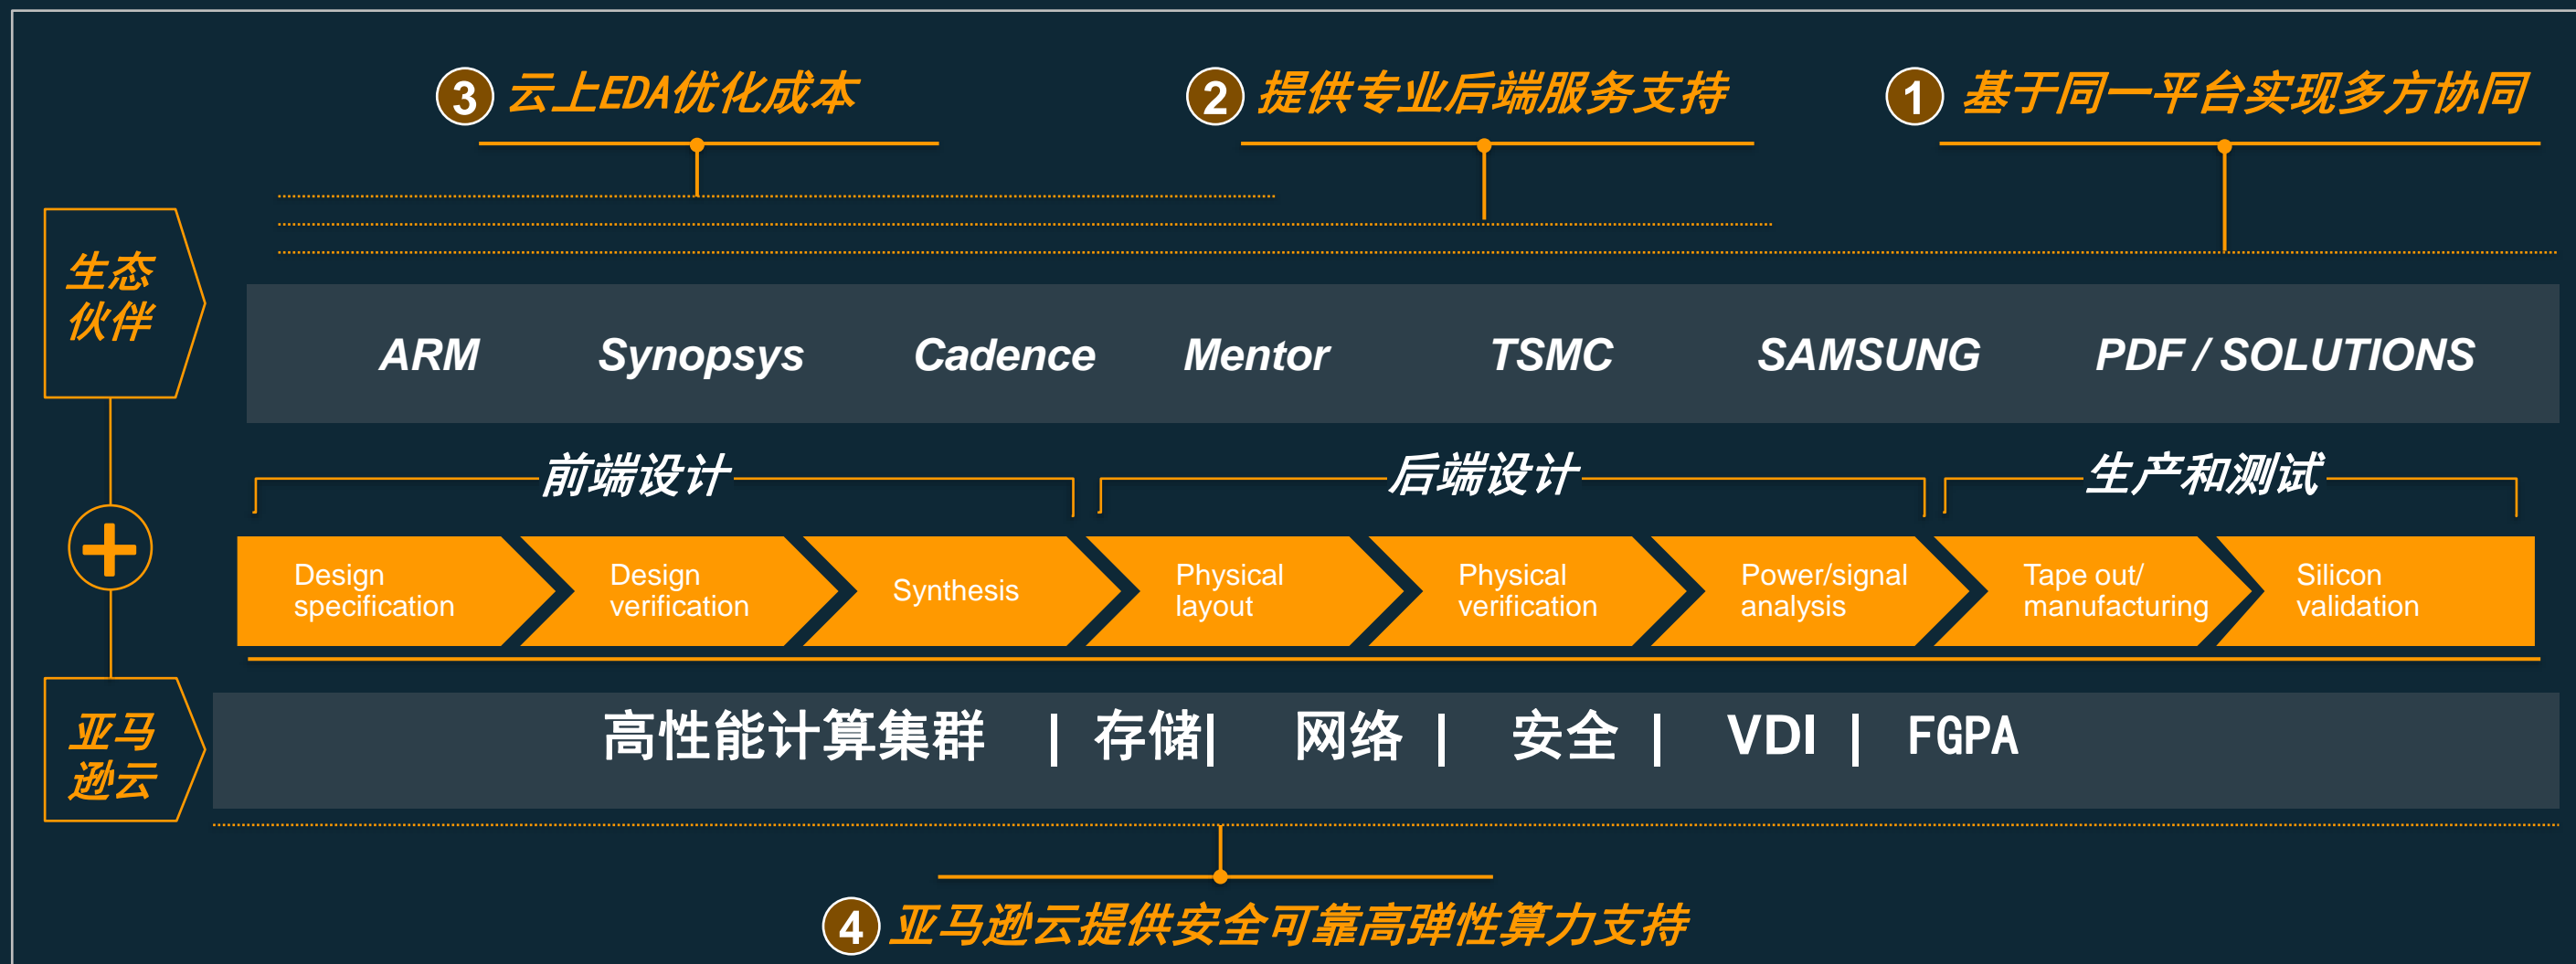 3 云上EDA优化成本
2 提供专业后端服务支持
1 基于同一平台实现多方协同
生态
伙伴
ARM Synopsys Cadence Mentor TSMC SAMSUNG PDF / SOLUTIONS
前端设计 后端设计 生产和测试
Design
specification
Design
verification
Synthesis
Physical
layout
Physical
verification
Power/signal
analysis
Tape out/
manufacturing
Silicon
validation
亚马
逊云
高性能计算集群 | 存储| 网络 | 安全 | VDI | FGPA
4 亚马逊云提供安全可靠高弹性算力支持